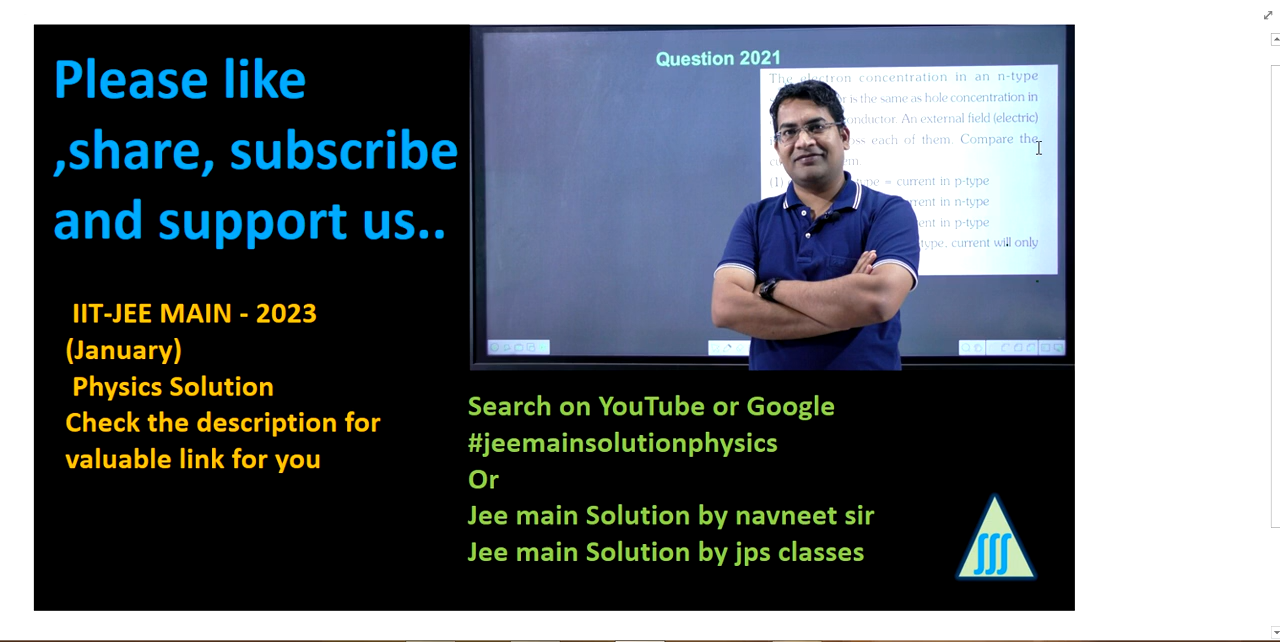 Please like
,share, subscribe
and support us..
IIT-JEE MAIN - 2023
(January)
Physics Solution
Check the description for
valuable link for you
Question 2021
The electron concentration in an n-type
is the same as hole concentration in
An external field (electric)
each of them. Compare the
(1) = current in p-type
in n-type
in p-type
current will only
Search on YouTube or Google
#jeemainsolutionphysics
Or
Jee main Solution by navneet sir
Jee main Solution by jps classes
∫∫∫